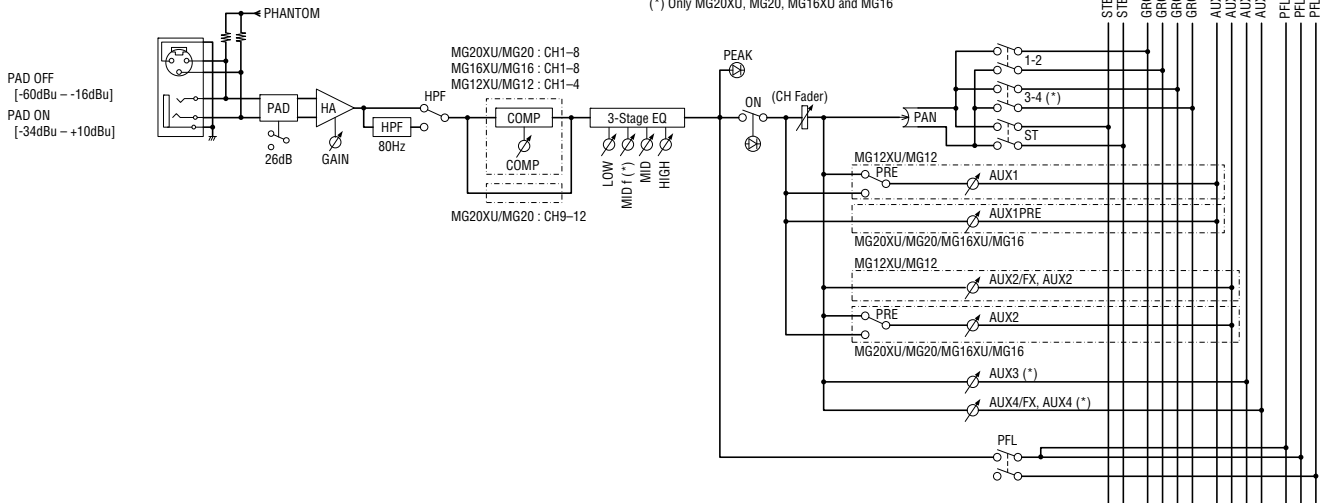 (*) Only MG20XU, MG20, MG16XU and MG16
PHANTOM
PAD OFF
[-60dBu – -16dBu]
PAD ON
[-34dBu – +10dBu]
PAD
26dB
HA
GAIN
HPF
HPF
80Hz
MG20XU/MG20 : CH1–8
MG16XU/MG16 : CH1–8
MG12XU/MG12 : CH1–4
COMP
COMP
MG20XU/MG20 : CH9–12
3-Stage EQ
LOW
MID f (*)
MID
HIGH
PEAK
ON
(CH Fader)
PAN
1-2
3-4 (*)
ST
MG12XU/MG12
PRE
AUX1
AUX1PRE
MG20XU/MG20/MG16XU/MG16
MG12XU/MG12
AUX2/FX, AUX2
PRE
AUX2
MG20XU/MG20/MG16XU/MG16
AUX3 (*)
AUX4/FX, AUX4 (*)
PFL